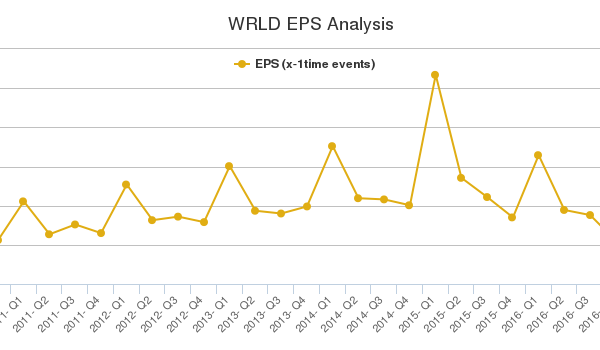 WRLD EPS Analysis
EPS (x-1time events)
2011- Q2
2011- Q3
2011- Q4
2012- Q1
2012- Q2
2012- Q3
2012- Q4
2013- Q1
2013- Q2
2013- Q3
2013- Q4
2014- Q1
2014- Q2
2014- Q3
2014- Q4
2015- Q1
2015- Q2
2015- Q3
2015- Q4
2016- Q1
2016- Q2
2016- Q3